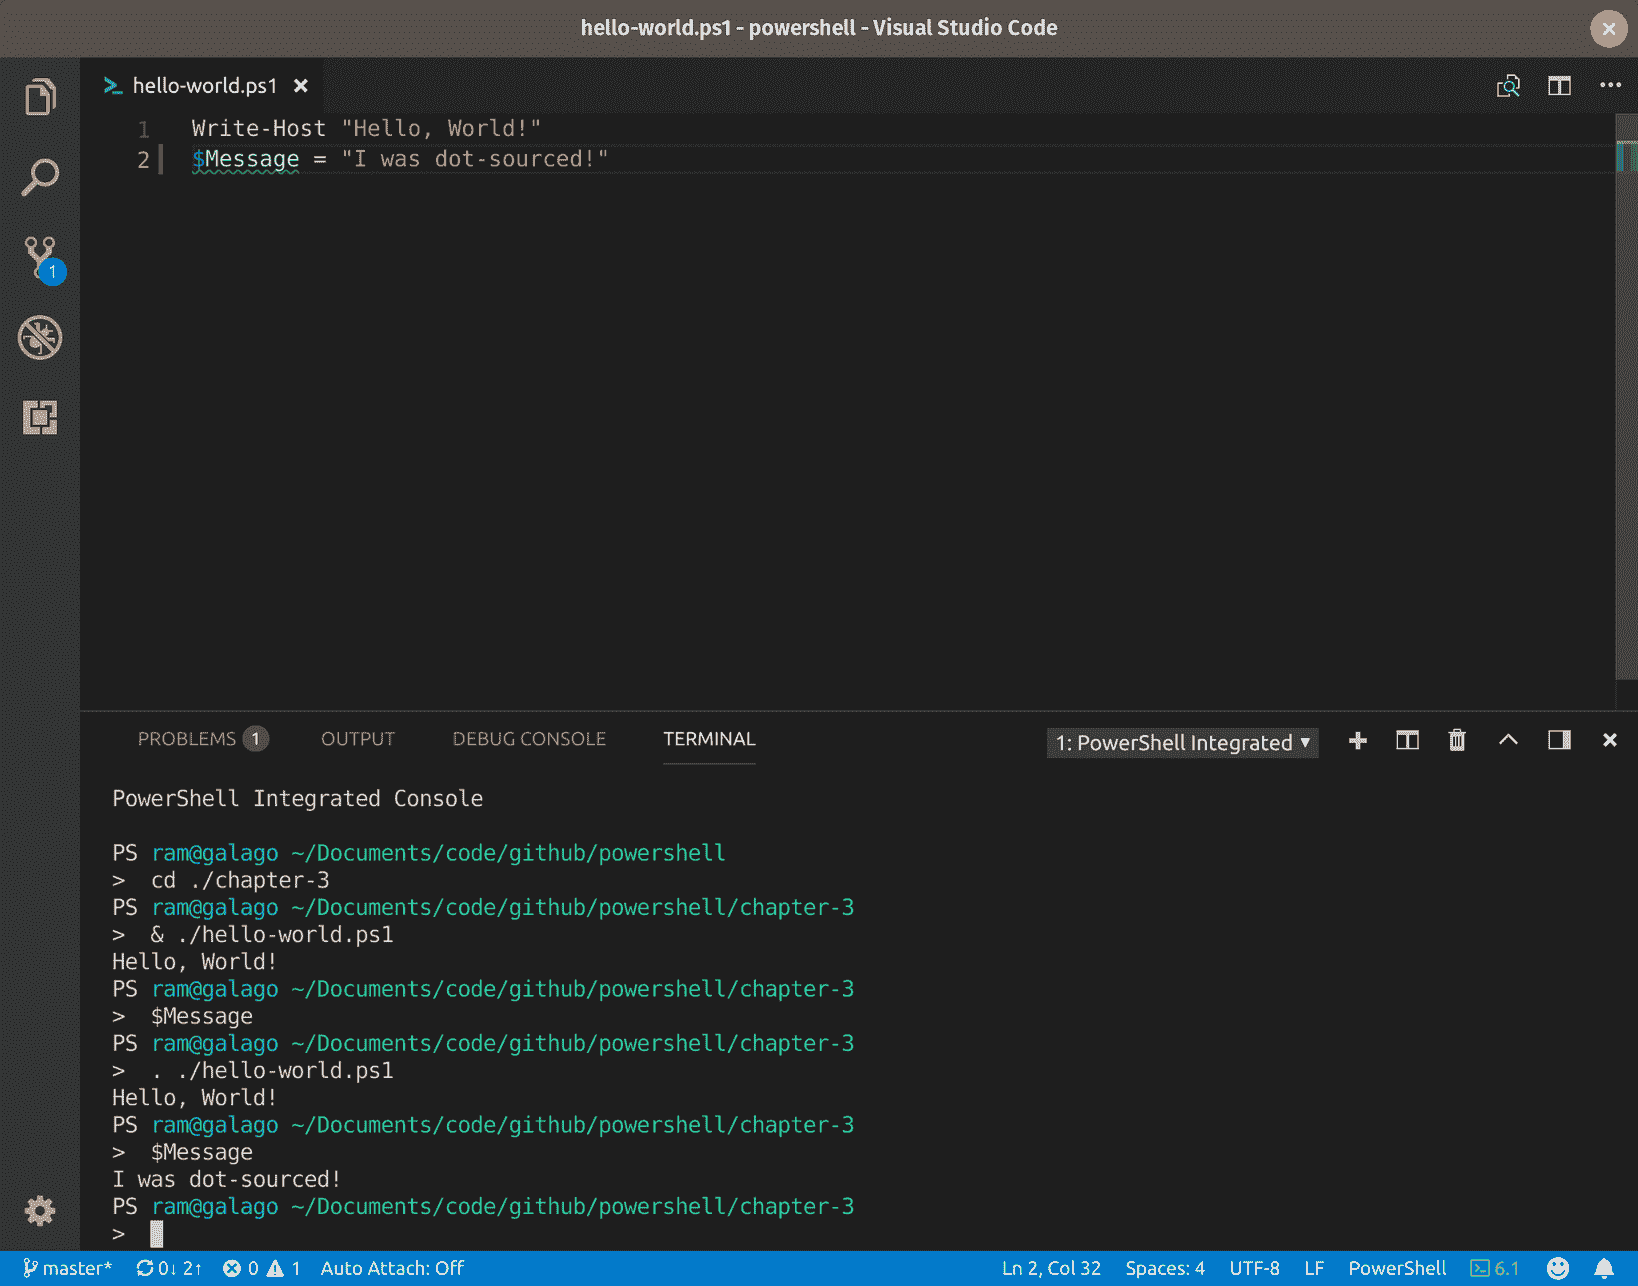 hello-world.ps1 - powershell - Visual Studio Code
hello-world.ps1
1 Write-Host "Hello, World!"
2 $Message = "I was dot-sourced!"
1
PROBLEMS 1 OUTPUT DEBUG CONSOLE TERMINAL 1: PowerShell Integrated
PowerShell Integrated Console
PS ram@galago ~/Documents/code/github/powershell
> cd ./chapter-3
PS ram@galago ~/Documents/code/github/powershell/chapter-3
> & ./hello-world.ps1
Hello, World!
PS ram@galago ~/Documents/code/github/powershell/chapter-3
> $Message
PS ram@galago ~/Documents/code/github/powershell/chapter-3
> . ./hello-world.ps1
Hello, World!
PS ram@galago ~/Documents/code/github/powershell/chapter-3
> $Message
I was dot-sourced!
PS ram@galago ~/Documents/code/github/powershell/chapter-3
>
master* 0↓ 2↑ 0 1 Auto Attach: Off Ln 2, Col 32 Spaces: 4 UTF-8 LF PowerShell 6.1